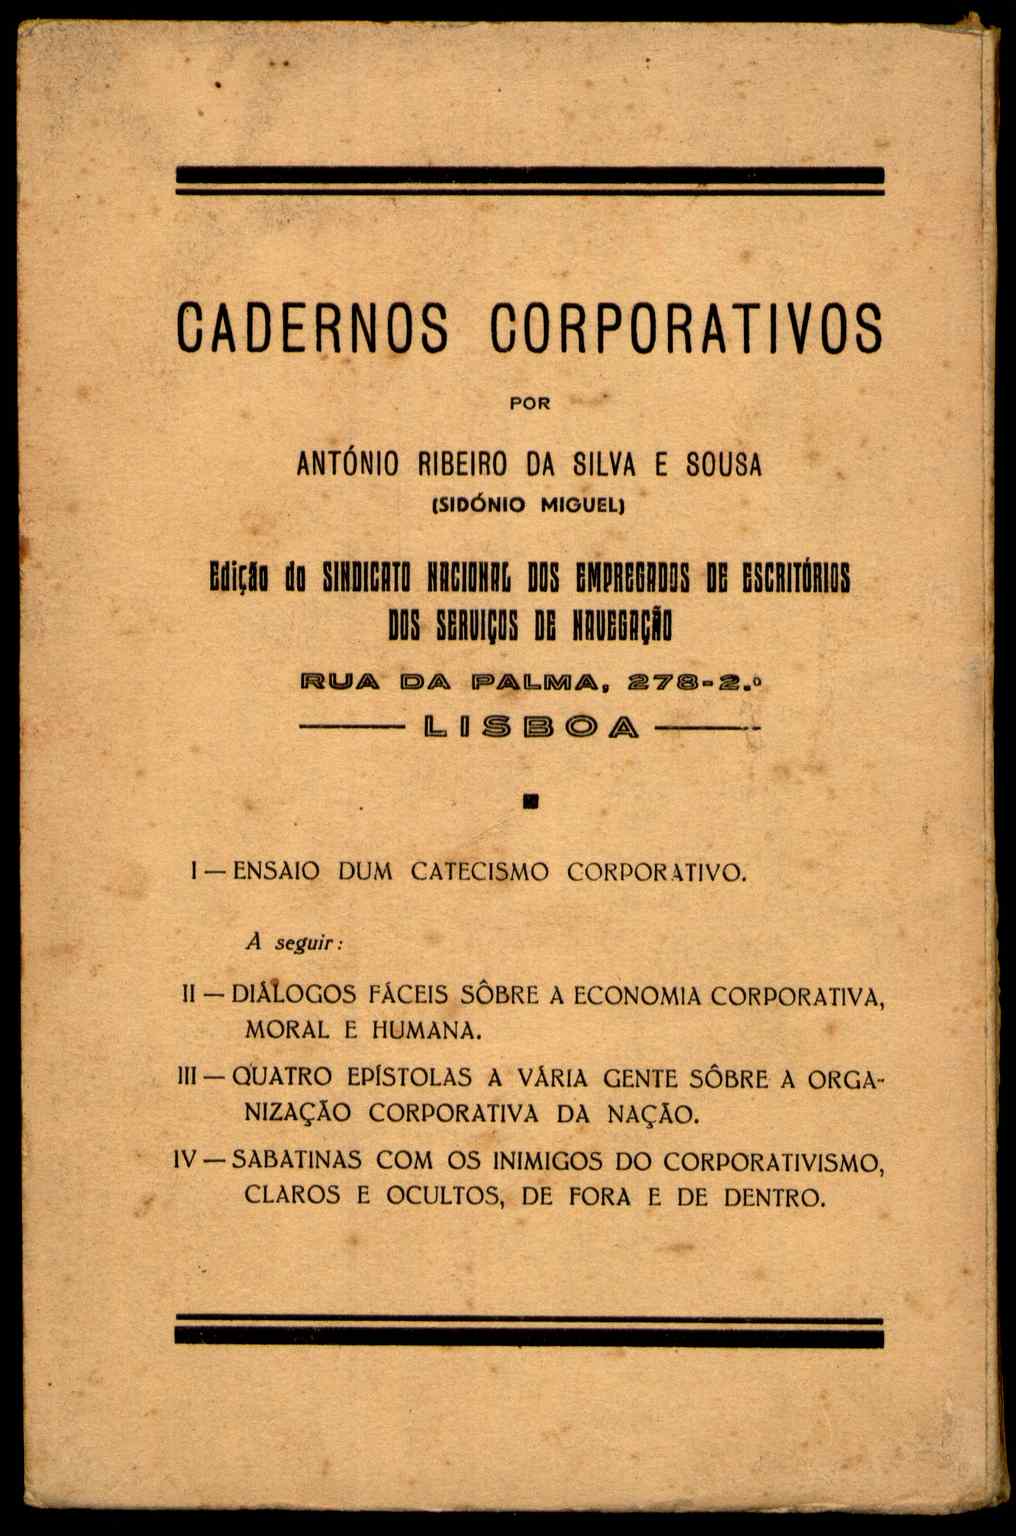 CADERNOS CORPORATIVOS
POR
ANTÓNIO RIBEIRO DA SILVA E SOUSA
(SIDÓNIO MIGUEL)
Edição do SINDICATO NACIONAL DOS EMPREGADOS DE ESCRITÓRIOS
DOS SERVIÇOS DE NAVEGAÇÃO
RUA DA PALMA, 278-2.º
LISBOA
I — ENSAIO DUM CATECISMO CORPORATIVO.
A seguir:
II — DIÁLOGOS FÁCEIS SÔBRE A ECONOMIA CORPORATIVA,
MORAL E HUMANA.
III — QUATRO EPÍSTOLAS A VÁRIA GENTE SÔBRE A ORGA-
NIZAÇÃO CORPORATIVA DA NAÇÃO.
IV — SABATINAS COM OS INIMIGOS DO CORPORATIVISMO,
CLAROS E OCULTOS, DE FORA E DE DENTRO.